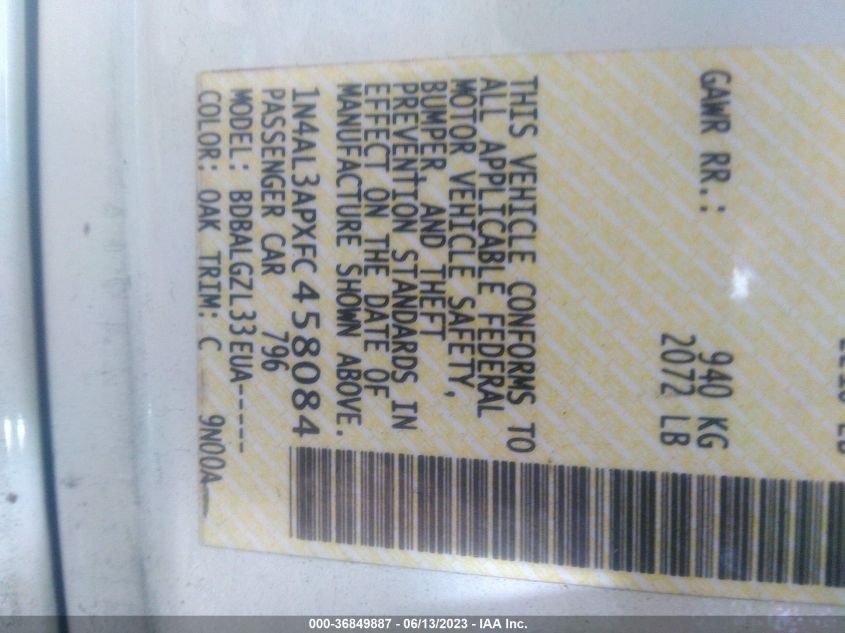 GAWR RR.: 940 KG
2072 LB
THIS VEHICLE CONFORMS TO
ALL APPLICABLE FEDERAL
MOTOR VEHICLE SAFETY,
BUMPER, AND THEFT
PREVENTION STANDARDS IN
EFFECT ON THE DATE OF
MANUFACTURE SHOWN ABOVE.
1N4AL3APXFC458084
PASSENGER CAR 796
MODEL: BDBALGZL33EUA-----
COLOR: QAK TRIM: C 9N00A
000-36849887 - 06/13/2023 - IAA Inc.